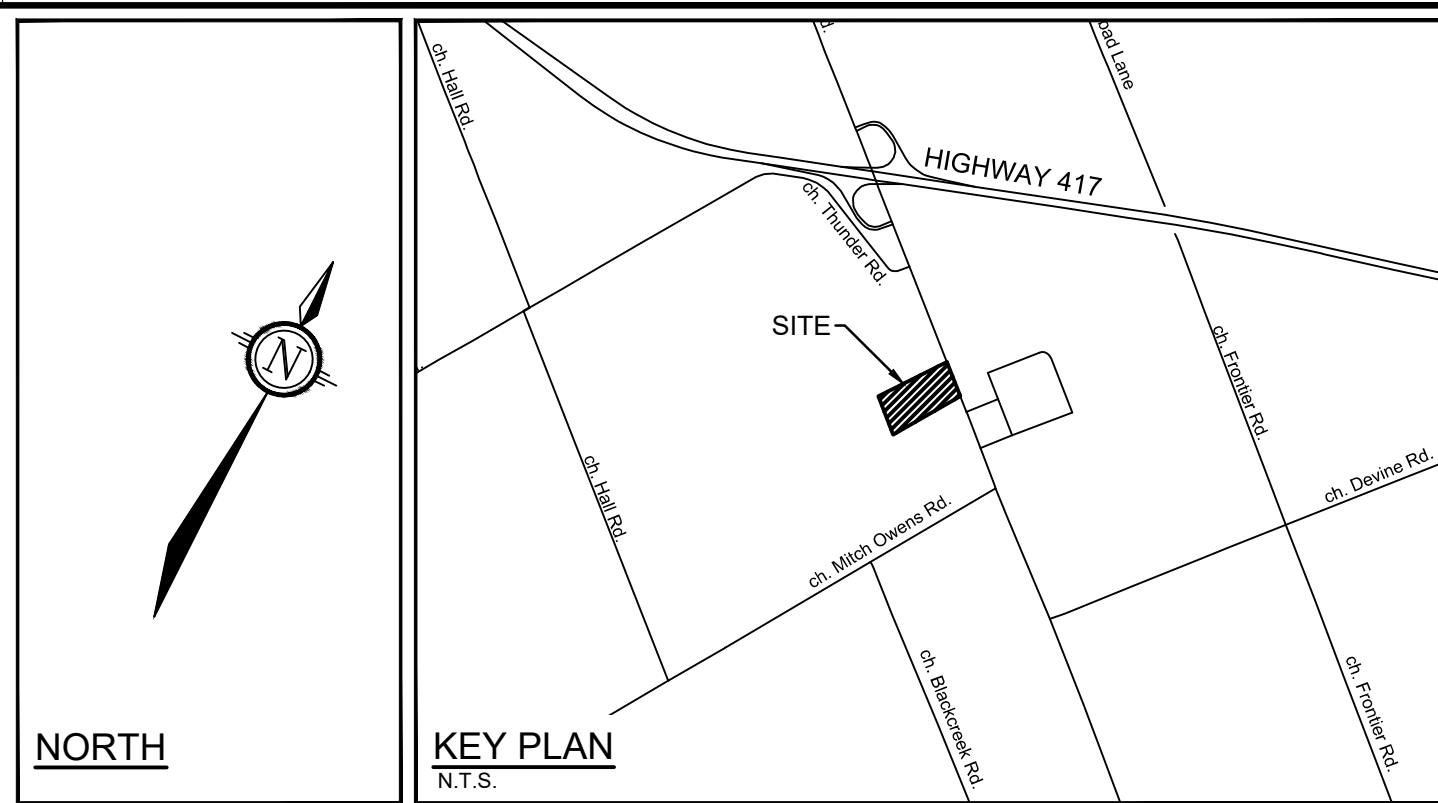 N
NORTH
ch. Hall Rd.
d.
oad Lane
HIGHWAY 417
ch. Thunder Rd.
SITE
ch. Frontier Rd.
ch. Hall Rd.
ch. Devine Rd.
ch. Mitch Owens Rd.
ch. Blackcreek Rd.
ch. Frontier Rd.
KEY PLAN
N.T.S.